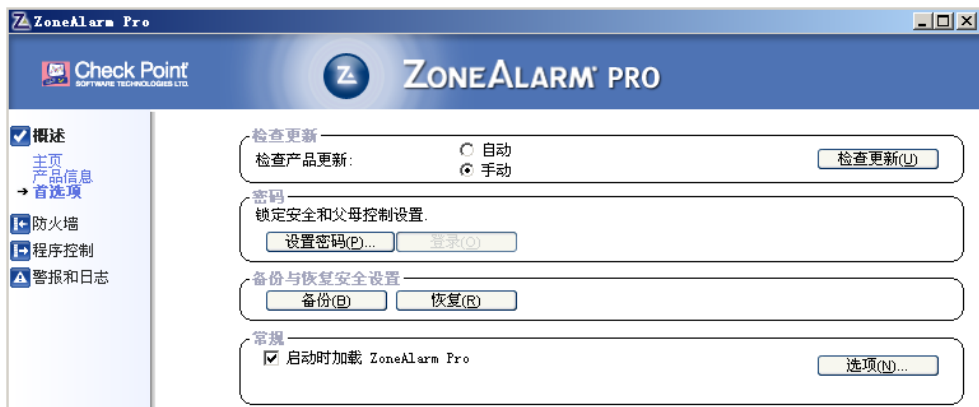 ZoneAlarm Pro
Check Point
SOFTWARE TECHNOLOGIES LTD.
ZONEALARM PRO
概述
主页
产品信息
首选项
防火墙
程序控制
警报和日志
检查更新
检查产品更新:
自动
手动
检查更新(U)
密码
锁定安全和父母控制设置.
设置密码(P)...
登录(O)
备份与恢复安全设置
备份(B)
恢复(R)
常规
启动时加载 ZoneAlarm Pro
选项(N)...